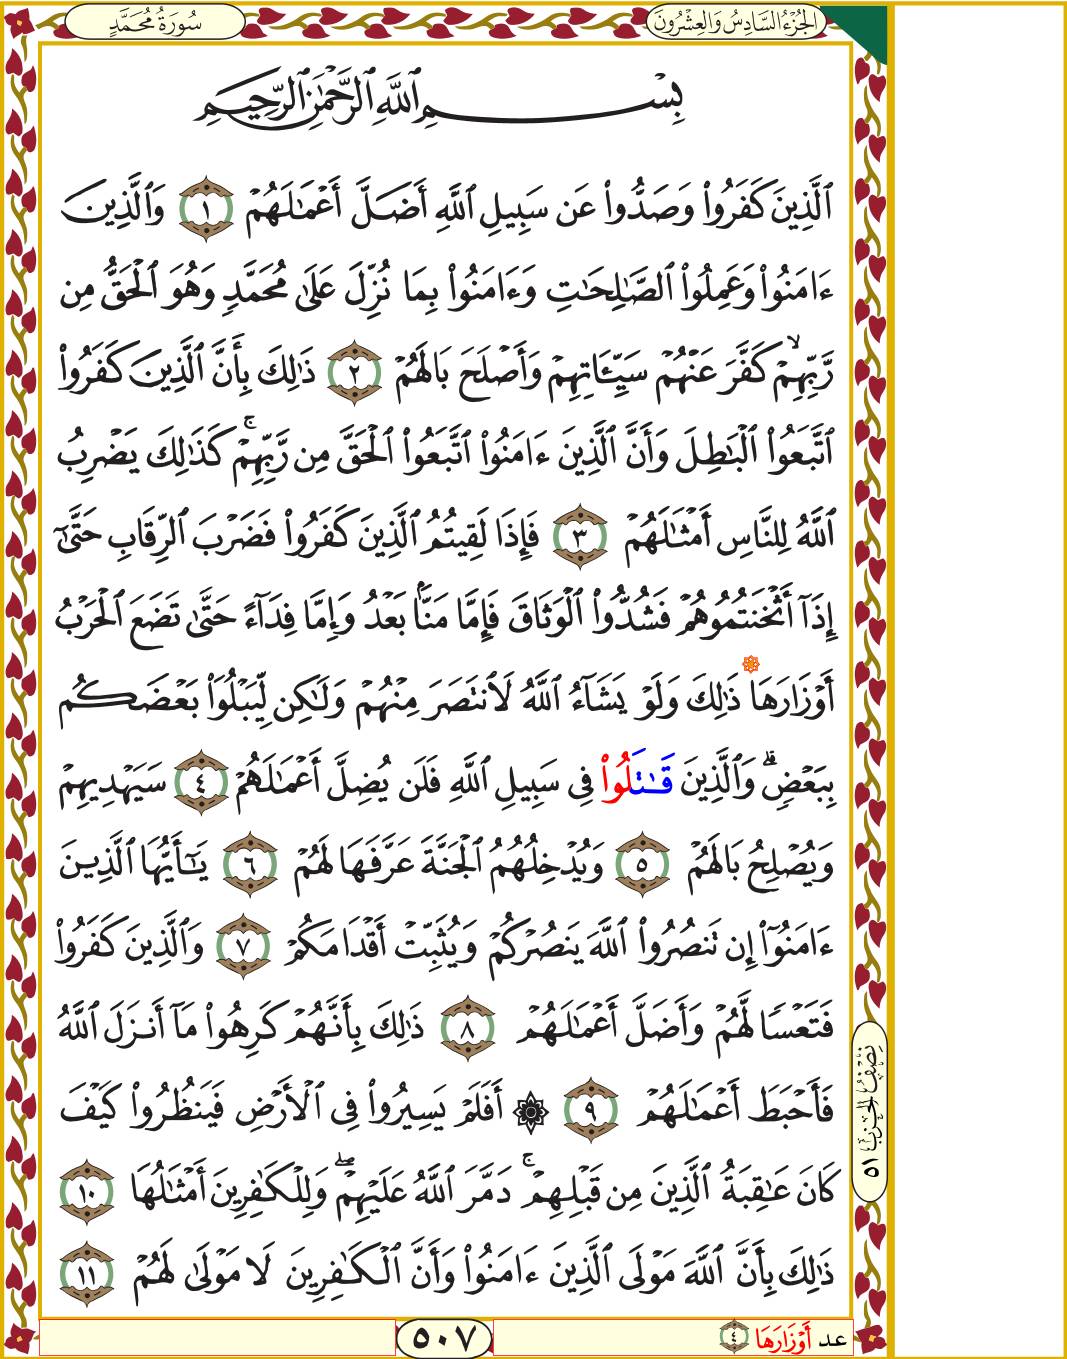 الجُزْءُ السَّادِسُ وَالعِشْرُونَ
سُورَةُ مُحَمَّدٍ
بِسْمِ ٱللَّهِ ٱلرَّحْمَٰنِ ٱلرَّحِيمِ
ٱلَّذِينَ كَفَرُوا۟ وَصَدُّوا۟ عَن سَبِيلِ ٱللَّهِ أَضَلَّ أَعْمَٰلَهُمْ ١ وَٱلَّذِينَ
ءَامَنُوا۟ وَعَمِلُوا۟ ٱلصَّٰلِحَٰتِ وَءَامَنُوا۟ بِمَا نُزِّلَ عَلَىٰ مُحَمَّدٍ وَهُوَ ٱلْحَقُّ مِن
رَّبِّهِمْ ۙ كَفَّرَ عَنْهُمْ سَيِّـَٔاتِهِمْ وَأَصْلَحَ بَالَهُمْ ٢ ذَٰلِكَ بِأَنَّ ٱلَّذِينَ كَفَرُوا۟
ٱتَّبَعُوا۟ ٱلْبَٰطِلَ وَأَنَّ ٱلَّذِينَ ءَامَنُوا۟ ٱتَّبَعُوا۟ ٱلْحَقَّ مِن رَّبِّهِمْ ۚ كَذَٰلِكَ يَضْرِبُ
ٱللَّهُ لِلنَّاسِ أَمْثَٰلَهُمْ ٣ فَإِذَا لَقِيتُمُ ٱلَّذِينَ كَفَرُوا۟ فَضَرْبَ ٱلرِّقَابِ حَتَّىٰٓ
إِذَآ أَثْخَنتُمُوهُمْ فَشُدُّوا۟ ٱلْوَثَاقَ فَإِمَّا مَنًّۢا بَعْدُ وَإِمَّا فِدَآءً حَتَّىٰ تَضَعَ ٱلْحَرْبُ
أَوْزَارَهَا ذَٰلِكَ وَلَوْ يَشَآءُ ٱللَّهُ لَٱنتَصَرَ مِنْهُمْ وَلَٰكِن لِّيَبْلُوَا۟ بَعْضَكُم
بِبَعْضٍ ۗ وَٱلَّذِينَ قَٰتَلُوا۟ فِى سَبِيلِ ٱللَّهِ فَلَن يُضِلَّ أَعْمَٰلَهُمْ ٤ سَيَهْدِيهِمْ
وَيُصْلِحُ بَالَهُمْ ٥ وَيُدْخِلُهُمُ ٱلْجَنَّةَ عَرَّفَهَا لَهُمْ ٦ يَٰٓأَيُّهَا ٱلَّذِينَ
ءَامَنُوٓا۟ إِن تَنصُرُوا۟ ٱللَّهَ يَنصُرْكُمْ وَيُثَبِّتْ أَقْدَامَكُمْ ٧ وَٱلَّذِينَ كَفَرُوا۟
فَتَعْسًا لَّهُمْ وَأَضَلَّ أَعْمَٰلَهُمْ ٨ ذَٰلِكَ بِأَنَّهُمْ كَرِهُوا۟ مَآ أَنزَلَ ٱللَّهُ
فَأَحْبَطَ أَعْمَٰلَهُمْ ٩ ۞ أَفَلَمْ يَسِيرُوا۟ فِى ٱلْأَرْضِ فَيَنظُرُوا۟ كَيْفَ
كَانَ عَٰقِبَةُ ٱلَّذِينَ مِن قَبْلِهِمْ ۚ دَمَّرَ ٱللَّهُ عَلَيْهِمْ ۖ وَلِلْكَٰفِرِينَ أَمْثَٰلُهَا ١٠
ذَٰلِكَ بِأَنَّ ٱللَّهَ مَوْلَى ٱلَّذِينَ ءَامَنُوا۟ وَأَنَّ ٱلْكَٰفِرِينَ لَا مَوْلَىٰ لَهُمْ ١١
نِصْفُ الحِزْبِ ٥١
عد أَوْزَارَهَا ٤
٥٠٧